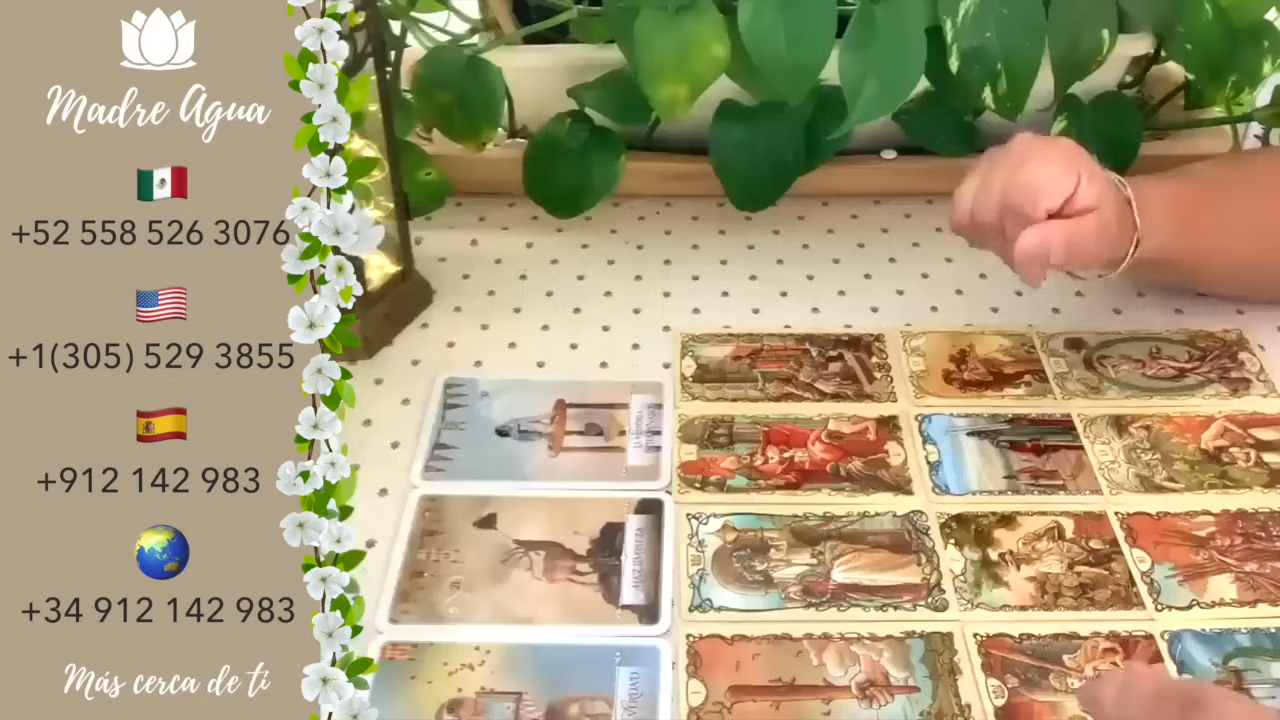 Madre Agua
+52 558 526 3076
+1(305) 529 3855
+912 142 983
+34 912 142 983
Más cerca de ti
VERDAD